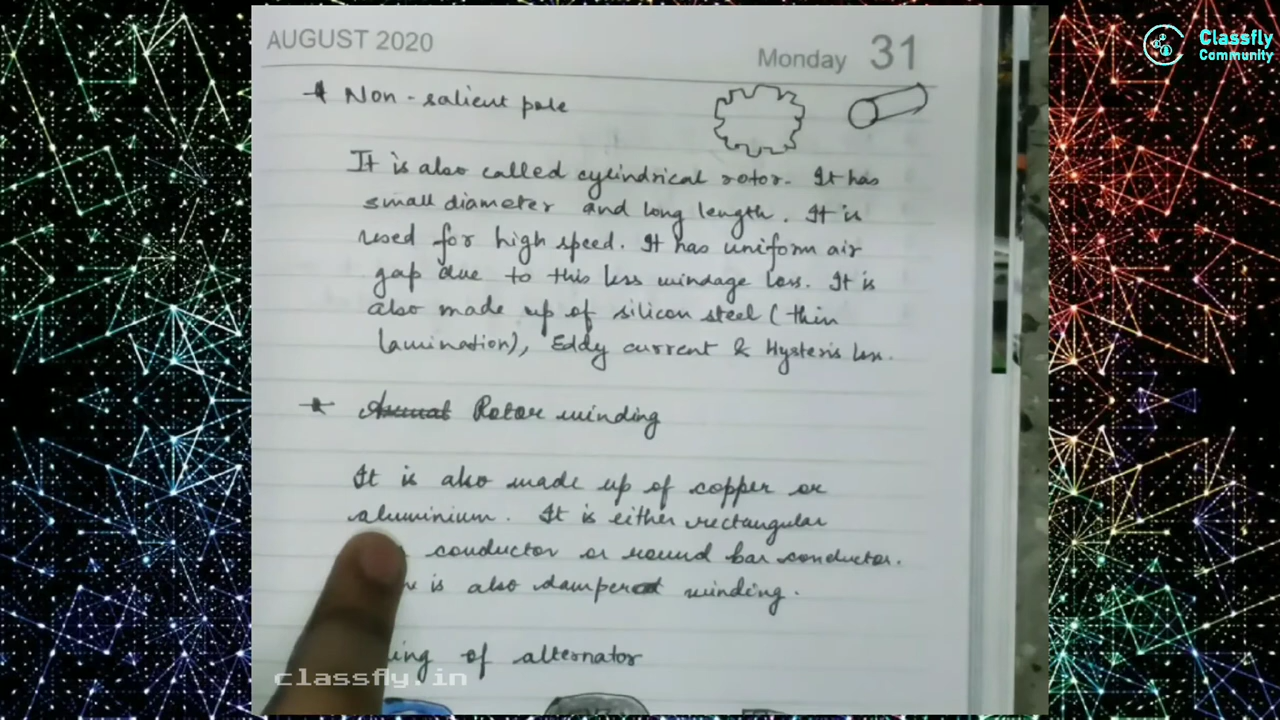 AUGUST 2020
Monday 31
Classfly
Community
Non-salient pole
It is also called cylindrical rotor. It has
small diameter and long length. It is
used for high speed. It has uniform air
gap due to this less windage loss. It is
also made up of silicon steel (thin
lamination), Eddy current & Hysteris loss.
Rotor winding
It is also made up of copper or
aluminium. It is either rectangular
conductor or round bar conductor.
is also damper winding.
of alternator
classfly.in